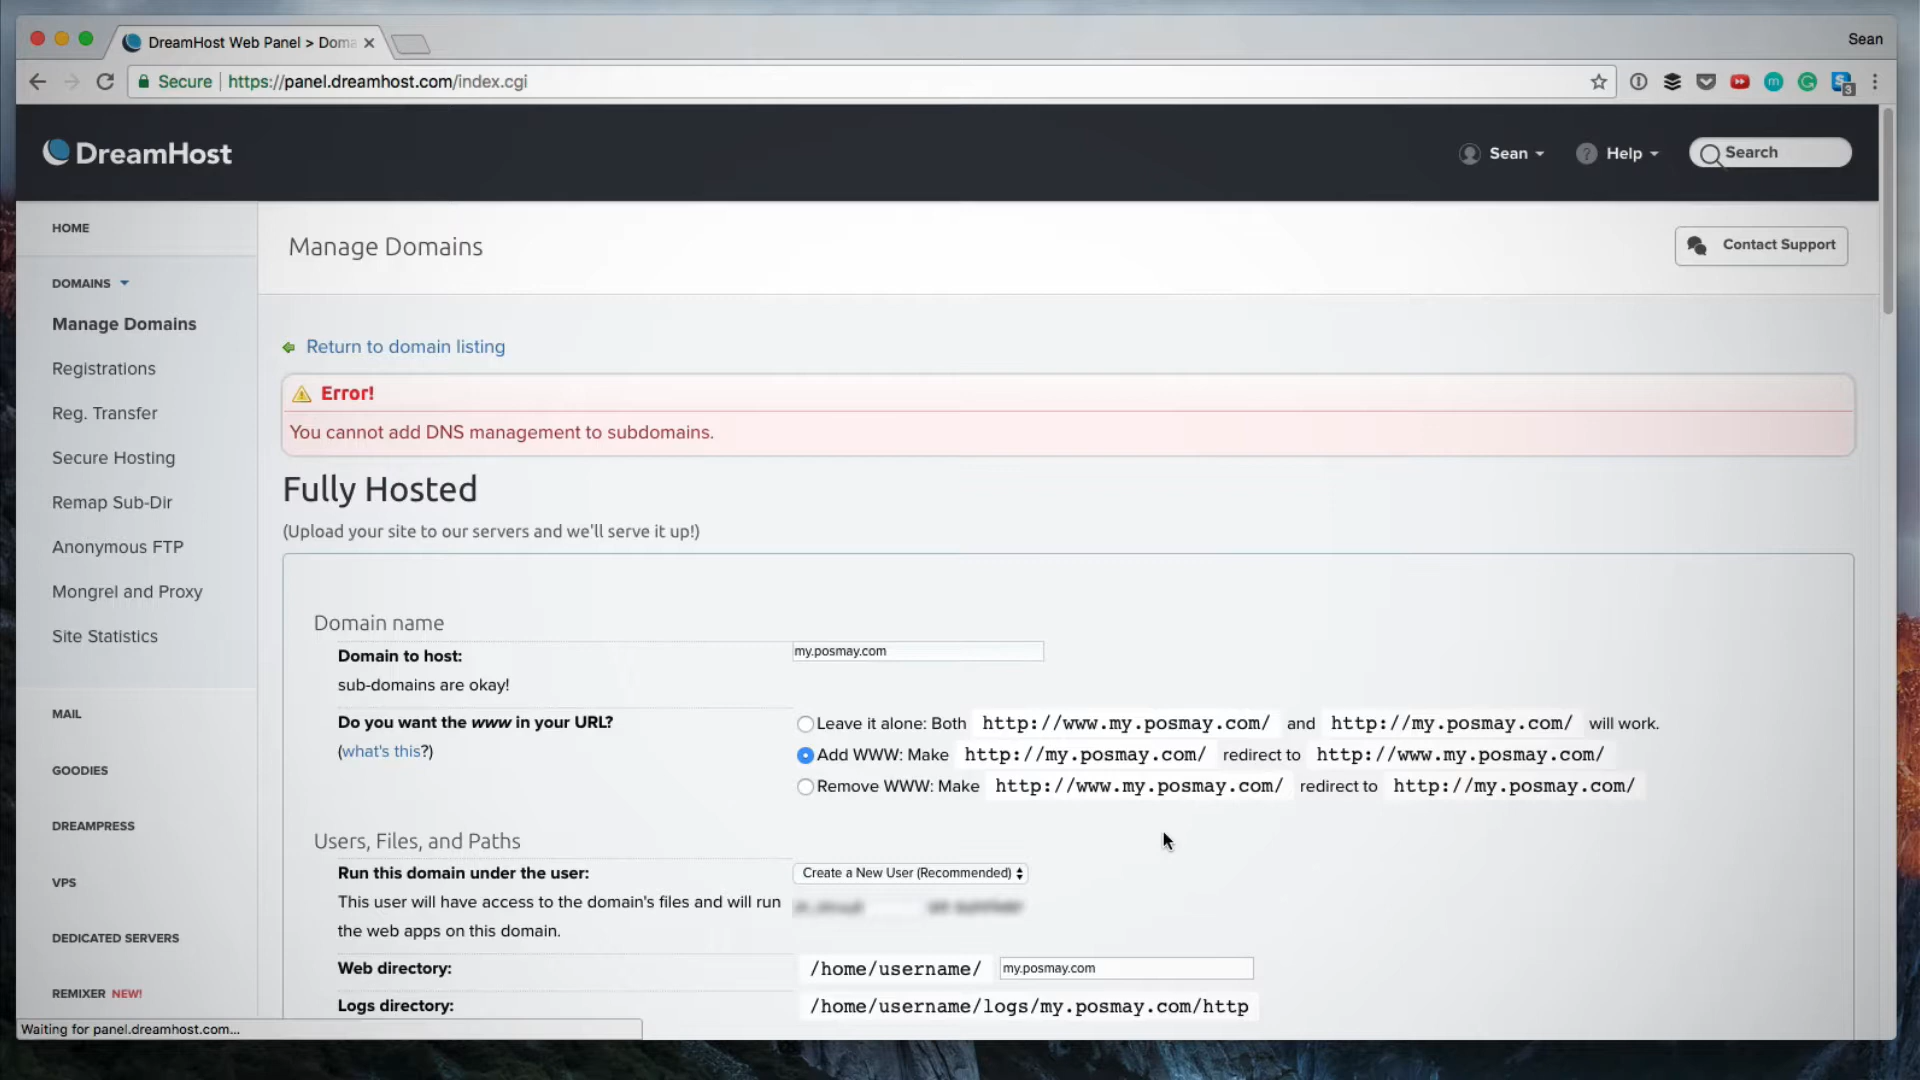 DreamHost Web Panel > Doma
Sean
Secure
https://panel.dreamhost.com/index.cgi
3
DreamHost
Sean
Help
Search
HOME
Manage Domains
Contact Support
DOMAINS
Manage Domains
Registrations
Reg. Transfer
Secure Hosting
Remap Sub-Dir
Anonymous FTP
Mongrel and Proxy
Site Statistics
MAIL
GOODIES
DREAMPRESS
VPS
DEDICATED SERVERS
REMIXER NEW!
Return to domain listing
Error!
You cannot add DNS management to subdomains.
Fully Hosted
(Upload your site to our servers and we'll serve it up!)
Domain name
Domain to host: my.posmay.com
sub-domains are okay!
Do you want the www in your URL?
(what's this?)
Leave it alone: Both http://www.my.posmay.com/ and http://my.posmay.com/ will work.
Add WWW: Make http://my.posmay.com/ redirect to http://www.my.posmay.com/
Remove WWW: Make http://www.my.posmay.com/ redirect to http://my.posmay.com/
Users, Files, and Paths
Run this domain under the user: Create a New User (Recommended)
This user will have access to the domain's files and will run
the web apps on this domain.
Web directory: /home/username/ my.posmay.com
Logs directory: /home/username/logs/my.posmay.com/http
Waiting for panel.dreamhost.com...